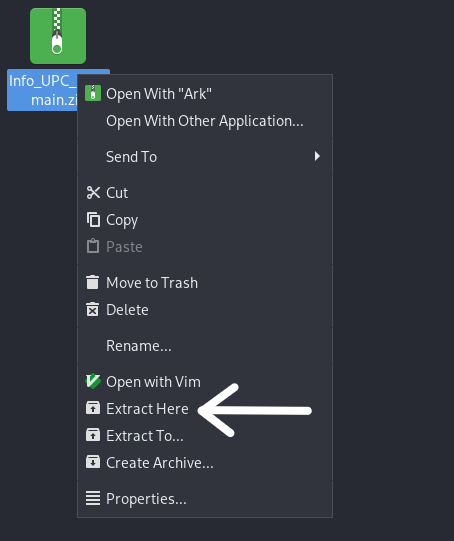 Info_UPC_
main.zi
Open With "Ark"
Open With Other Application...
Send To
Cut
Copy
Paste
Move to Trash
Delete
Rename...
Open with Vim
Extract Here
Extract To...
Create Archive...
Properties...